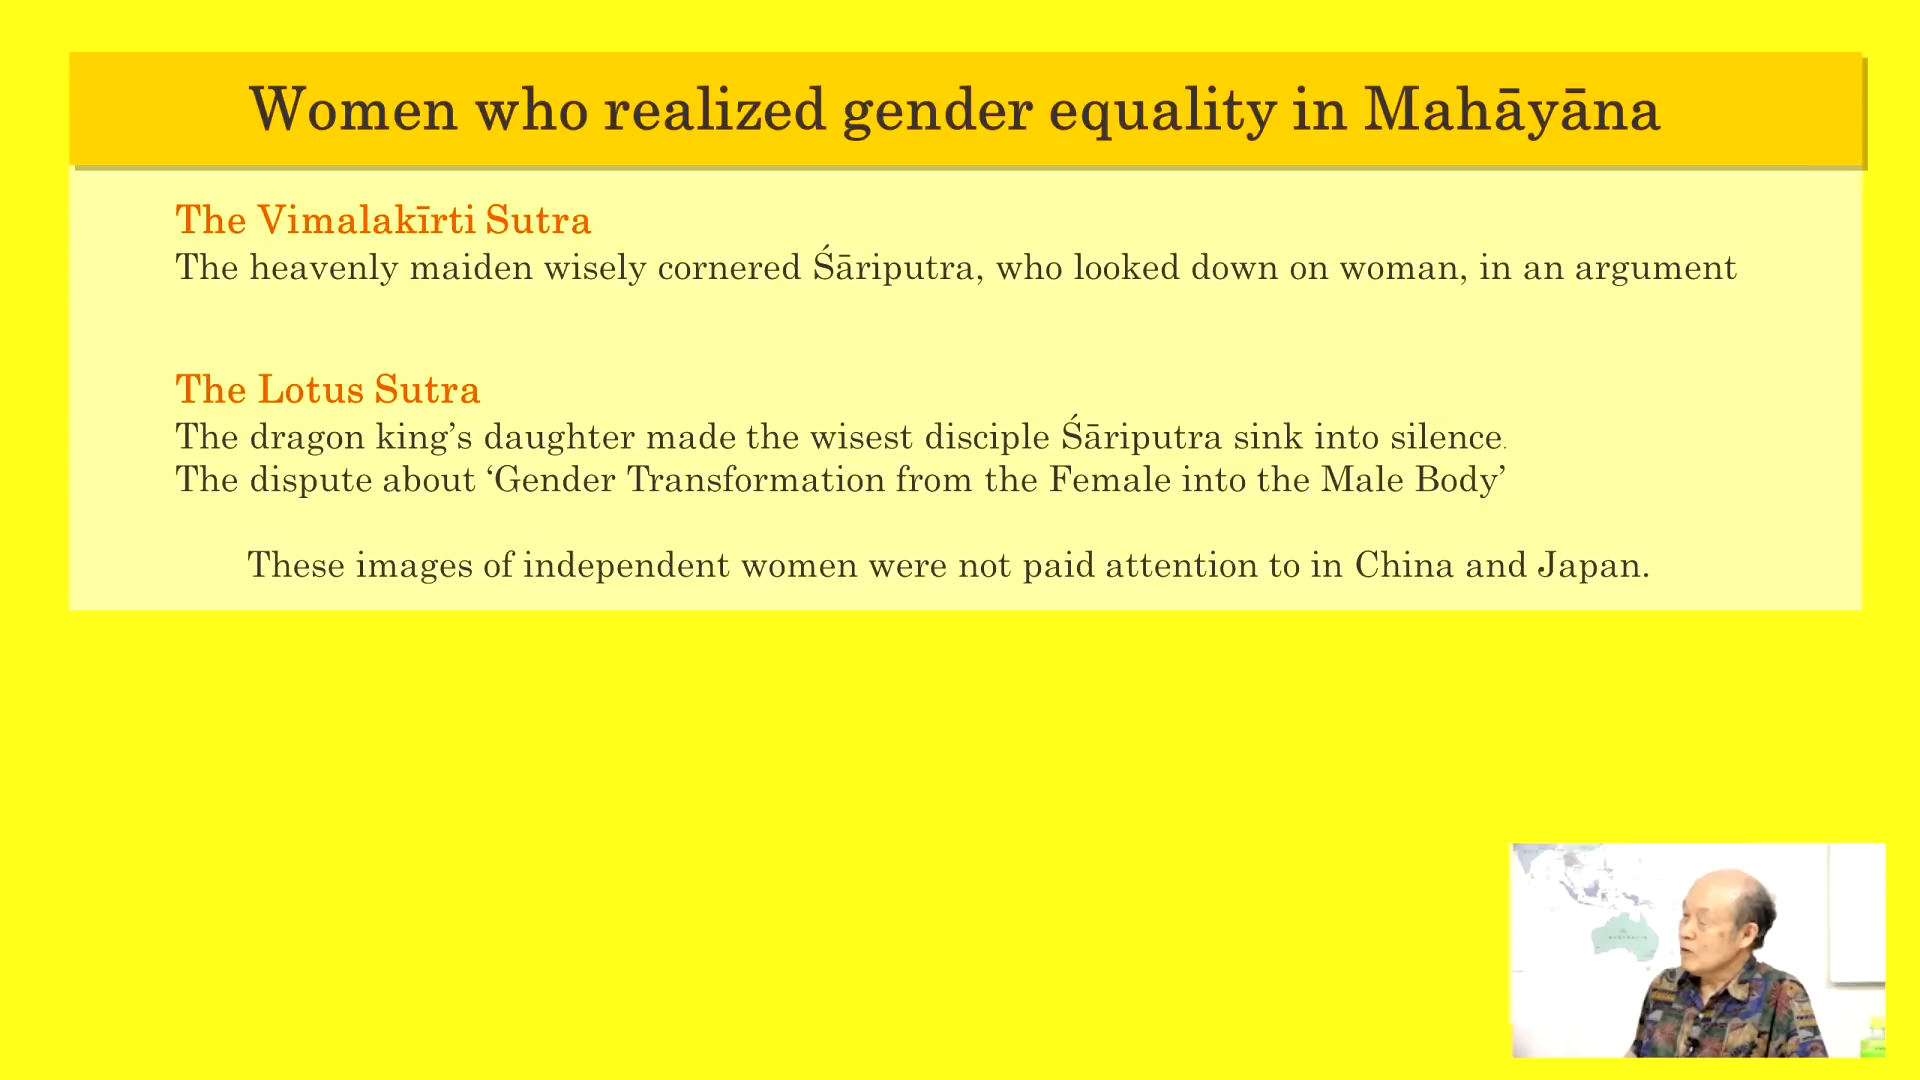 Women who realized gender equality in Mahāyāna
The Vimalakīrti Sutra
The heavenly maiden wisely cornered Śāriputra, who looked down on woman, in an argument
The Lotus Sutra
The dragon king’s daughter made the wisest disciple Śāriputra sink into silence.
The dispute about ‘Gender Transformation from the Female into the Male Body’
These images of independent women were not paid attention to in China and Japan.